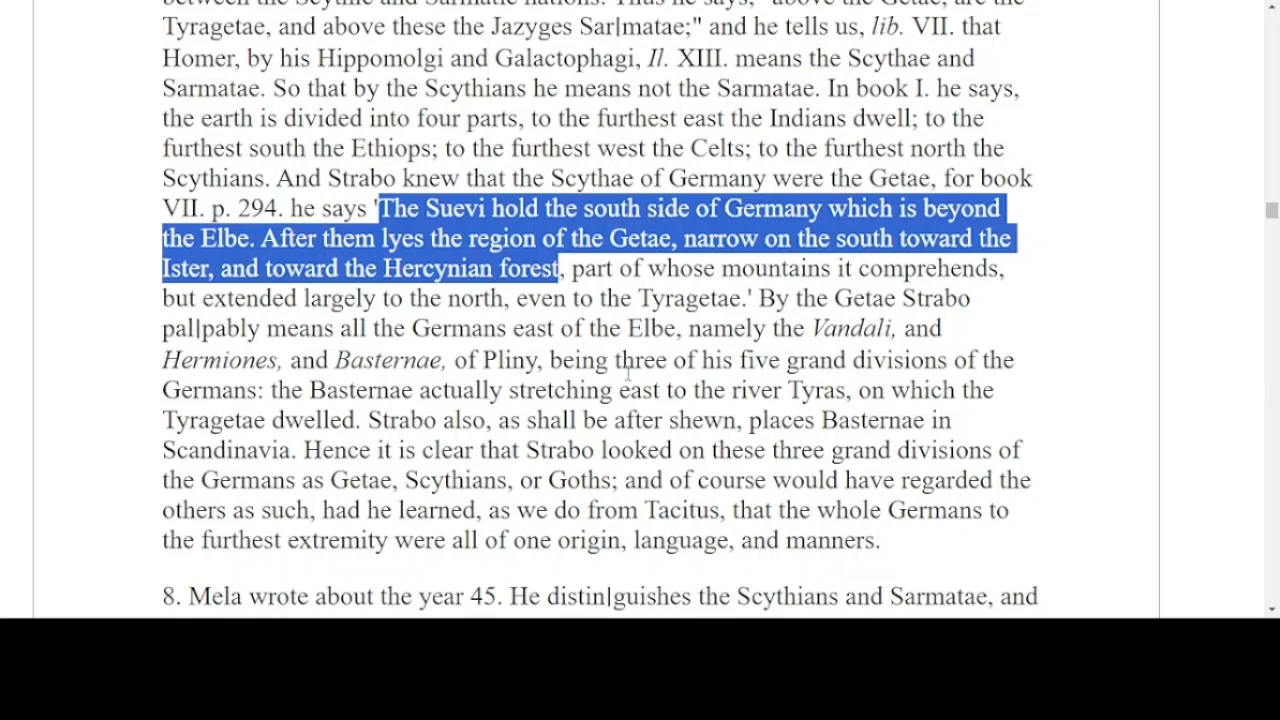 between the Scythic and Sarmatic nations. Thus he says, "above the Getae, are the
Tyragetae, and above these the Jazyges Sar|matae;" and he tells us, lib. VII. that
Homer, by his Hippomolgi and Galactophagi, Il. XIII. means the Scythae and
Sarmatae. So that by the Scythians he means not the Sarmatae. In book I. he says,
the earth is divided into four parts, to the furthest east the Indians dwell; to the
furthest south the Ethiops; to the furthest west the Celts; to the furthest north the
Scythians. And Strabo knew that the Scythae of Germany were the Getae, for book
VII. p. 294. he says 'The Suevi hold the south side of Germany which is beyond
the Elbe. After them lyes the region of the Getae, narrow on the south toward the
Ister, and toward the Hercynian forest, part of whose mountains it comprehends,
but extended largely to the north, even to the Tyragetae.' By the Getae Strabo
pal|pably means all the Germans east of the Elbe, namely the Vandali, and
Hermiones, and Basternae, of Pliny, being three of his five grand divisions of the
Germans: the Basternae actually stretching east to the river Tyras, on which the
Tyragetae dwelled. Strabo also, as shall be after shewn, places Basternae in
Scandinavia. Hence it is clear that Strabo looked on these three grand divisions of
the Germans as Getae, Scythians, or Goths; and of course would have regarded the
others as such, had he learned, as we do from Tacitus, that the whole Germans to
the furthest extremity were all of one origin, language, and manners.
8. Mela wrote about the year 45. He distin|guishes the Scythians and Sarmatae, and